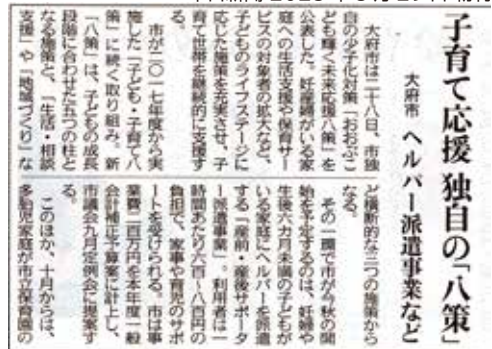 子育て応援 独自の「八策」
大府市 ヘルパー派遣事業など
大府市は二十八日、市独
自の少子化対策「おおぶこ
ども輝く未来応援八策」を
公表した。妊産婦がいる家
庭への生活支援や保育サー
ビスの対象者の拡大など、
子どものライフステージに
応じた施策を充実させ、子
育て世帯を継続的に支援す
る。
市が二〇一七年度から実
施した「子ども・子育て八
策」に続く取り組み。新
「八策」は、子どもの成長
段階に合わせた五つの柱と
なる施策と、「生活・相談
支援」や「地域づくり」な
ど横断的な三つの施策から
なる。
その一環で市が今秋の開
始を予定するのは、妊婦や
生後六カ月未満の子どもが
いる家庭にヘルパーを派遣
する「産前・産後サポータ
ー派遣事業」。利用者は一
時間あたり六百~八百円の
負担で、家事や育児のサポ
ートを受けられる。市は事
業費二百万円を本年度一般
会計補正予算案に計上し、
市議会九月定例会に提案す
る。
このほか、十月からは、
多胎児家庭が市立保育園の